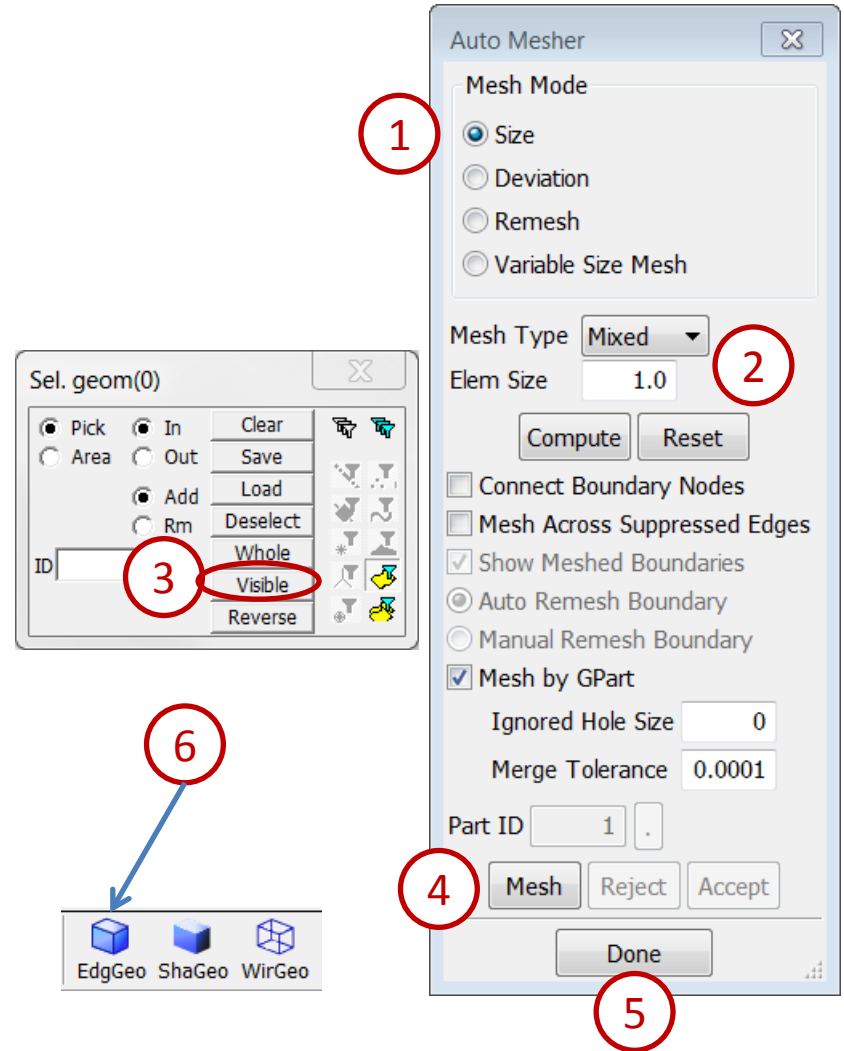 Auto Mesher
Mesh Mode
1
Size
Deviation
Remesh
Variable Size Mesh
Mesh Type Mixed
2
Elem Size 1.0
Compute Reset
Connect Boundary Nodes
Mesh Across Suppressed Edges
Show Meshed Boundaries
Auto Remesh Boundary
Manual Remesh Boundary
Mesh by GPart
Ignored Hole Size 0
Merge Tolerance 0.0001
Part ID 1 .
4
Mesh Reject Accept
Done
5
Sel. geom(0)
Pick In Clear
Area Out Save
Add Load
Rm Deselect
Whole
ID
3
Visible
Reverse
6
EdgGeo ShaGeo WirGeo